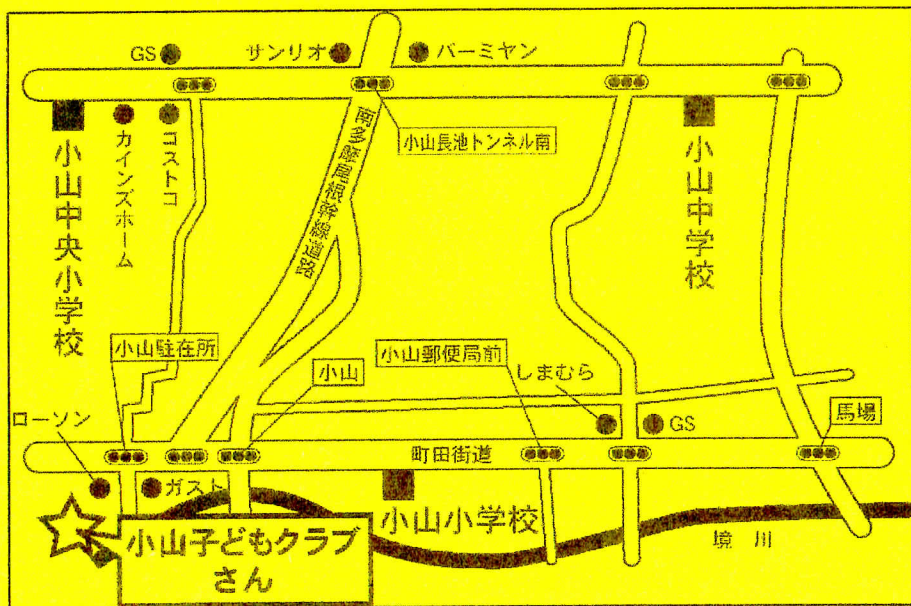 GS
サンリオ
バーミヤン
小山長池トンネル南
南多摩尾根幹線道路
コストコ
カインズホーム
小山中央小学校
小山中学校
小山駐在所
小山
小山郵便局前
しまむら
GS
馬場
ローソン
町田街道
ガスト
小山小学校
境川
小山子どもクラブ
さん